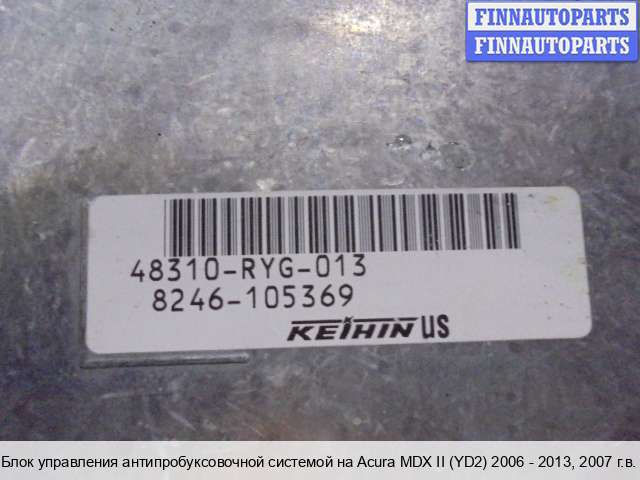 FINNAUTOPARTS
FINNAUTOPARTS
48310-RYG-013
8246-105369
KEIHIN US
Блок управления антипробуксовочной системой на Acura MDX II (YD2) 2006 - 2013, 2007 г.в.